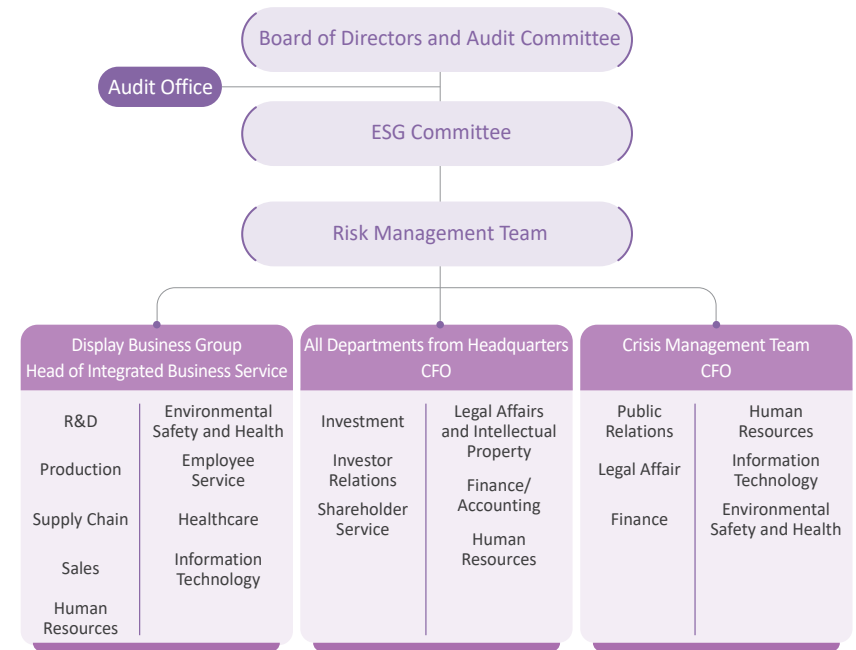 Board of Directors and Audit Committee
Audit Office
ESG Committee
Risk Management Team
Display Business Group
Head of Integrated Business Service
R&D
Production
Supply Chain
Sales
Human
Resources
Environmental
Safety and Health
Employee
Service
Healthcare
Information
Technology
All Departments from Headquarters
CFO
Investment
Investor
Relations
Shareholder
Service
Legal Affairs
and Intellectual
Property
Finance/
Accounting
Human
Resources
Crisis Management Team
CFO
Public
Relations
Legal Affair
Finance
Human
Resources
Information
Technology
Environmental
Safety and Health